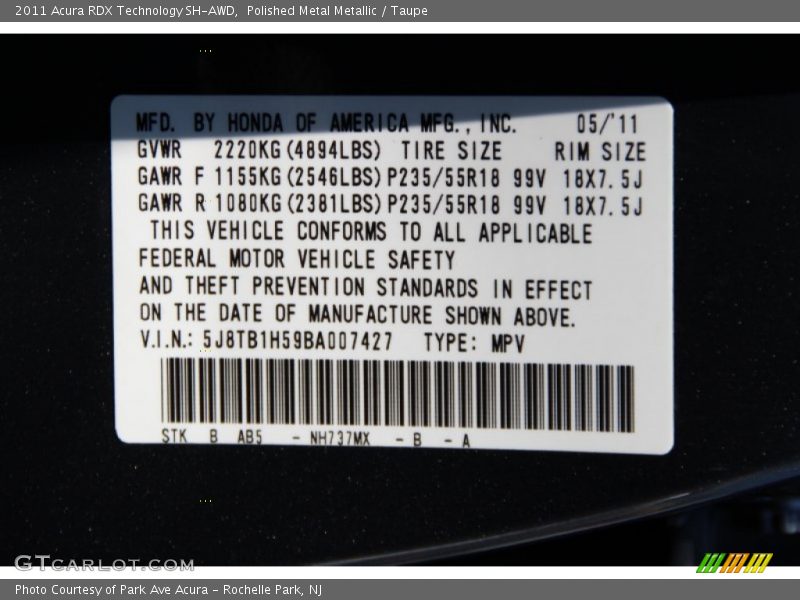 2011 Acura RDX Technology SH-AWD, Polished Metal Metallic / Taupe
MFD. BY HONDA OF AMERICA MFG., INC. 05/'11
GVWR 2220KG(4894LBS) TIRE SIZE RIM SIZE
GAWR F 1155KG(2546LBS) P235/55R18 99V 18X7.5J
GAWR R 1080KG(2381LBS) P235/55R18 99V 18X7.5J
THIS VEHICLE CONFORMS TO ALL APPLICABLE
FEDERAL MOTOR VEHICLE SAFETY
AND THEFT PREVENTION STANDARDS IN EFFECT
ON THE DATE OF MANUFACTURE SHOWN ABOVE.
V.I.N.: 5J8TB1H59BA007427 TYPE: MPV
STK B AB5 - NH737MX - B - A
GTCARLOT.COM
Photo Courtesy of Park Ave Acura - Rochelle Park, NJ